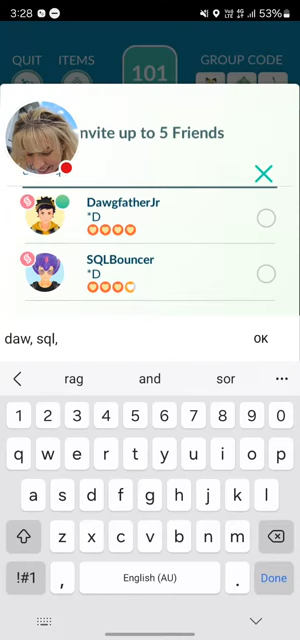 3:28
53%
QUIT
ITEMS
101
GROUP CODE
nvite up to 5 Friends
DawgfatherJr
*D
SQLBouncer
*D
daw, sql,
OK
rag
and
sor
1 2 3 4 5 6 7 8 9 0
q w e r t y u i o p
a s d f g h j k l
z x c v b n m
!#1
,
English (AU)
.
Done